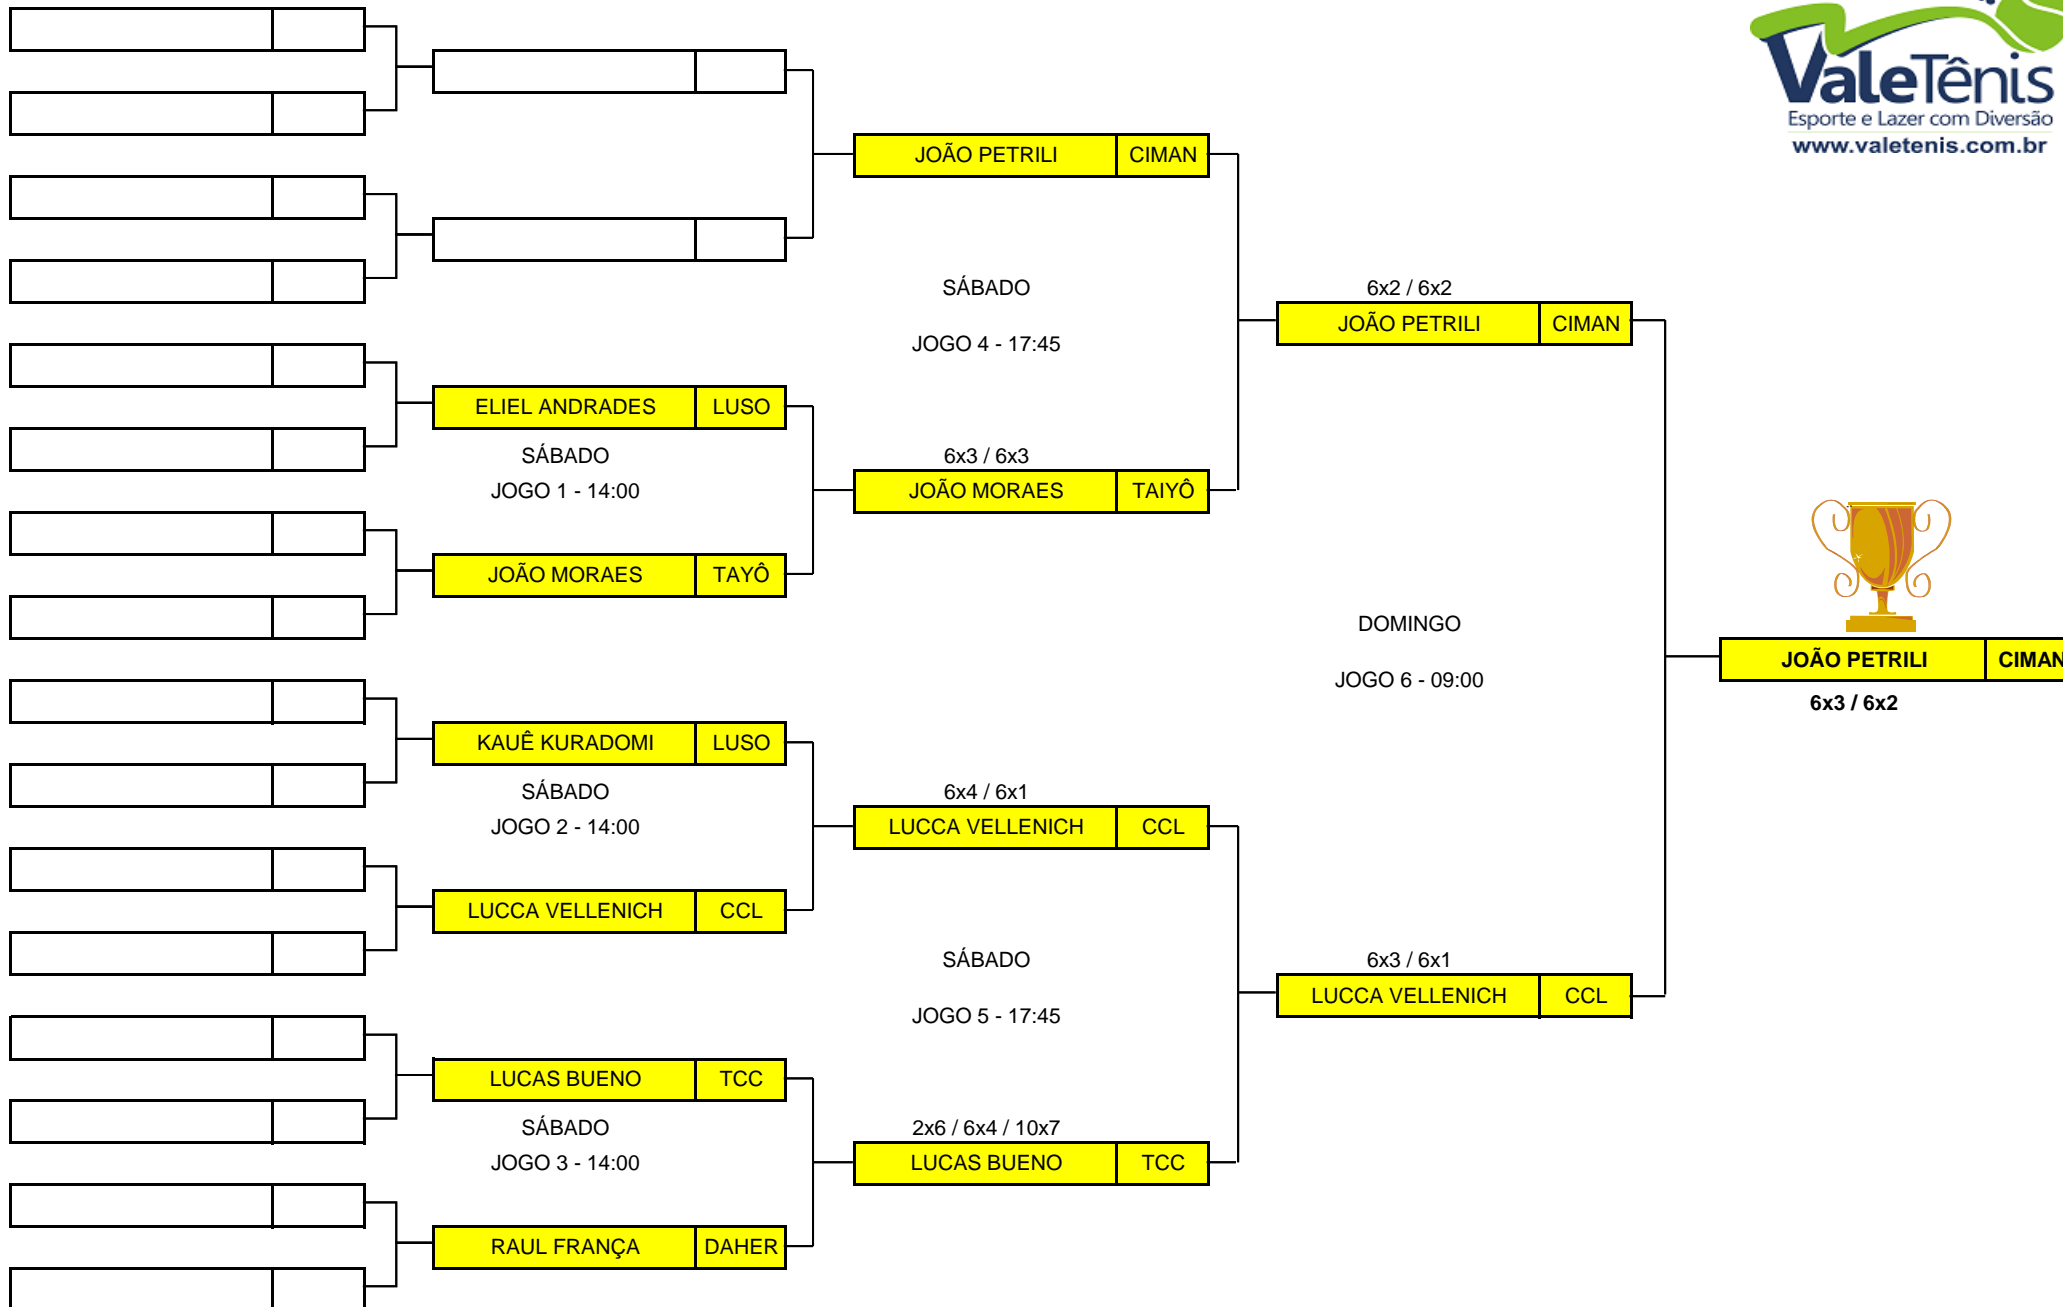 ValeTênis
Esporte e Lazer com Diversão
www.valetenis.com.br
JOÃO PETRILI CIMAN
SÁBADO
JOGO 4 - 17:45
6x2 / 6x2
JOÃO PETRILI CIMAN
ELIEL ANDRADES LUSO
SÁBADO
JOGO 1 - 14:00
6x3 / 6x3
JOÃO MORAES TAIYÔ
JOÃO MORAES TAYÔ
DOMINGO
JOGO 6 - 09:00
JOÃO PETRILI CIMAN
6x3 / 6x2
KAUÊ KURADOMI LUSO
SÁBADO
JOGO 2 - 14:00
6x4 / 6x1
LUCCA VELLENICH CCL
LUCCA VELLENICH CCL
SÁBADO
JOGO 5 - 17:45
6x3 / 6x1
LUCCA VELLENICH CCL
LUCAS BUENO TCC
SÁBADO
JOGO 3 - 14:00
2x6 / 6x4 / 10x7
LUCAS BUENO TCC
RAUL FRANÇA DAHER